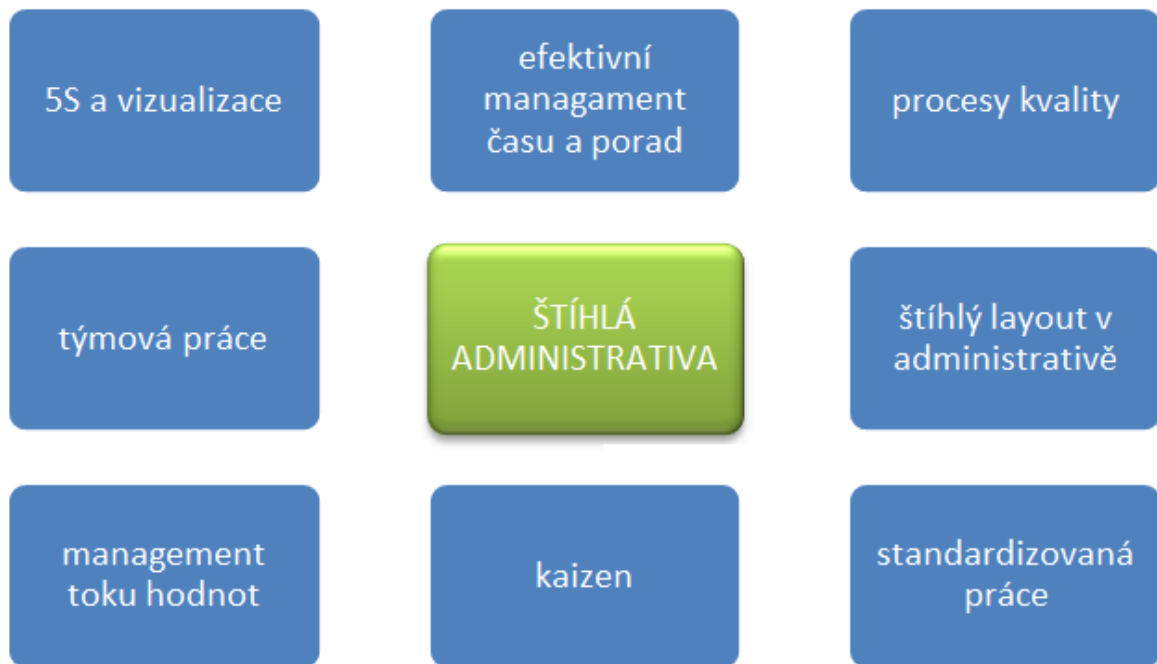 5S a vizualizace
efektivní
managament
času a porad
procesy kvality
týmová práce
ŠTÍHLÁ
ADMINISTRATIVA
štíhlý layout v
administrativě
management
toku hodnot
kaizen
standardizovaná
práce